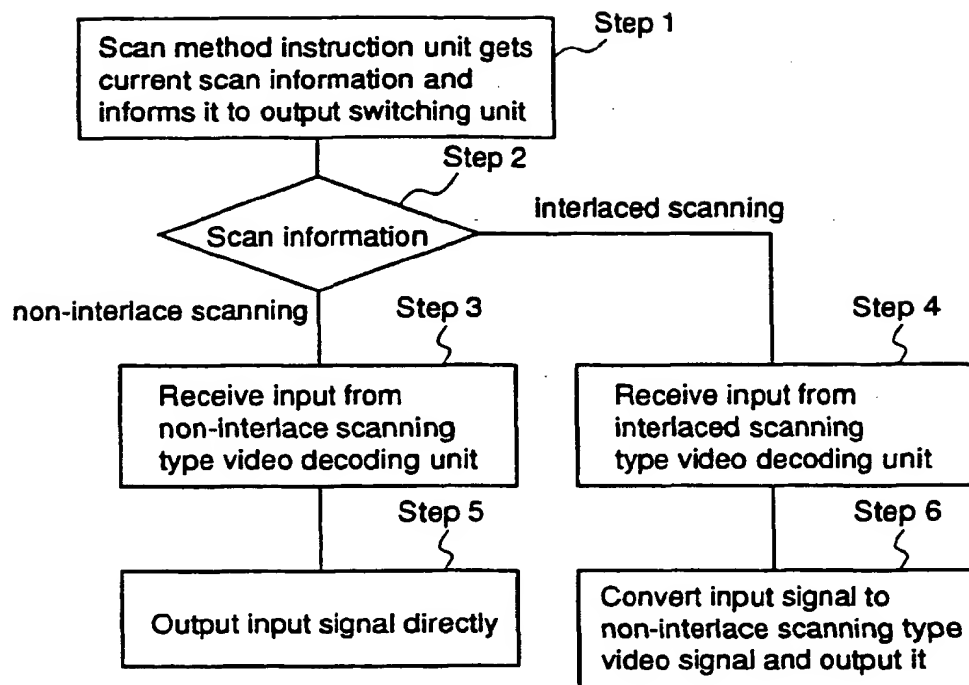 Step 1
Scan method instruction unit gets
current scan information and
informs it to output switching unit
Step 2
interlaced scanning
Scan information
non-interlace scanning
Step 3
Step 4
Receive input from
non-interlace scanning
type video decoding unit
Receive input from
interlaced scanning
type video decoding unit
Step 5
Step 6
Output input signal directly
Convert input signal to
non-interlace scanning type
video signal and output it